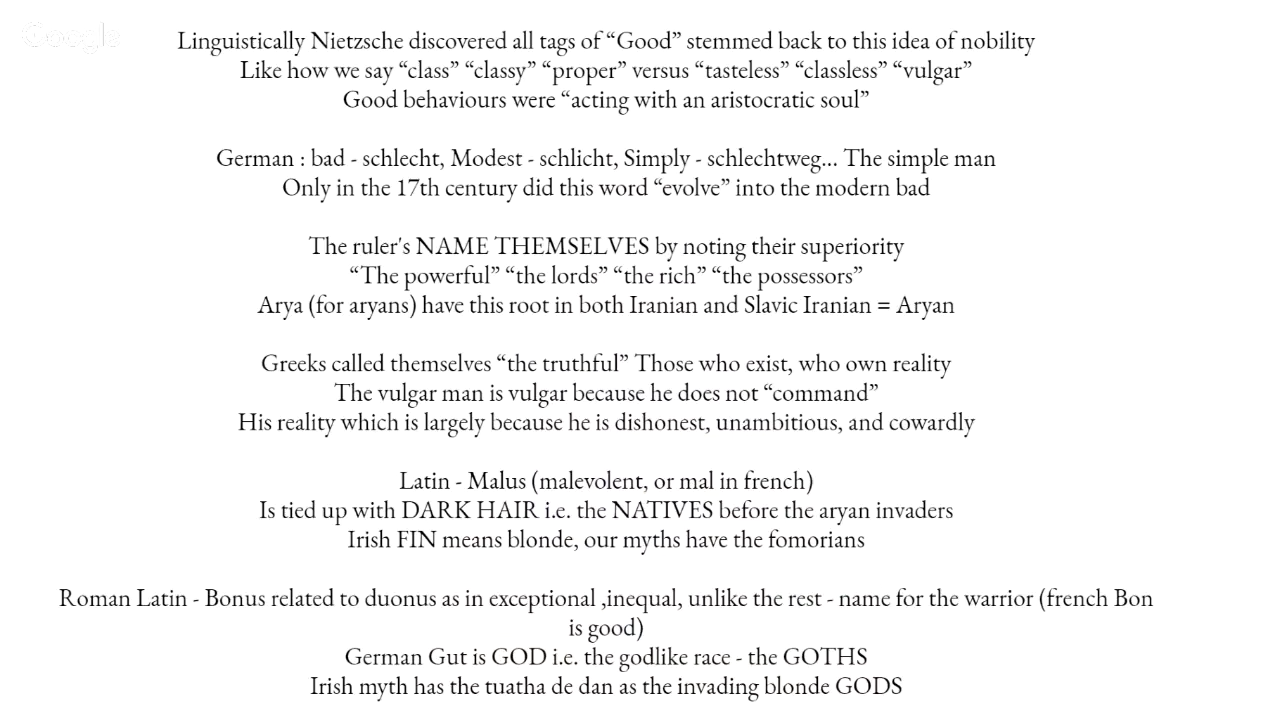 Google
Linguistically Nietzsche discovered all tags of “Good” stemmed back to this idea of nobility
Like how we say “class” “classy” “proper” versus “tasteless” “classless” “vulgar”
Good behaviours were “acting with an aristocratic soul”
German : bad - schlecht, Modest - schlicht, Simply - schlechtweg... The simple man
Only in the 17th century did this word “evolve” into the modern bad
The ruler's NAME THEMSELVES by noting their superiority
“The powerful” “the lords” “the rich” “the possessors”
Arya (for aryans) have this root in both Iranian and Slavic Iranian = Aryan
Greeks called themselves “the truthful” Those who exist, who own reality
The vulgar man is vulgar because he does not “command”
His reality which is largely because he is dishonest, unambitious, and cowardly
Latin - Malus (malevolent, or mal in french)
Is tied up with DARK HAIR i.e. the NATIVES before the aryan invaders
Irish FIN means blonde, our myths have the fomorians
Roman Latin - Bonus related to duonus as in exceptional ,inequal, unlike the rest - name for the warrior (french Bon
is good)
German Gut is GOD i.e. the godlike race - the GOTHS
Irish myth has the tuatha de dan as the invading blonde GODS